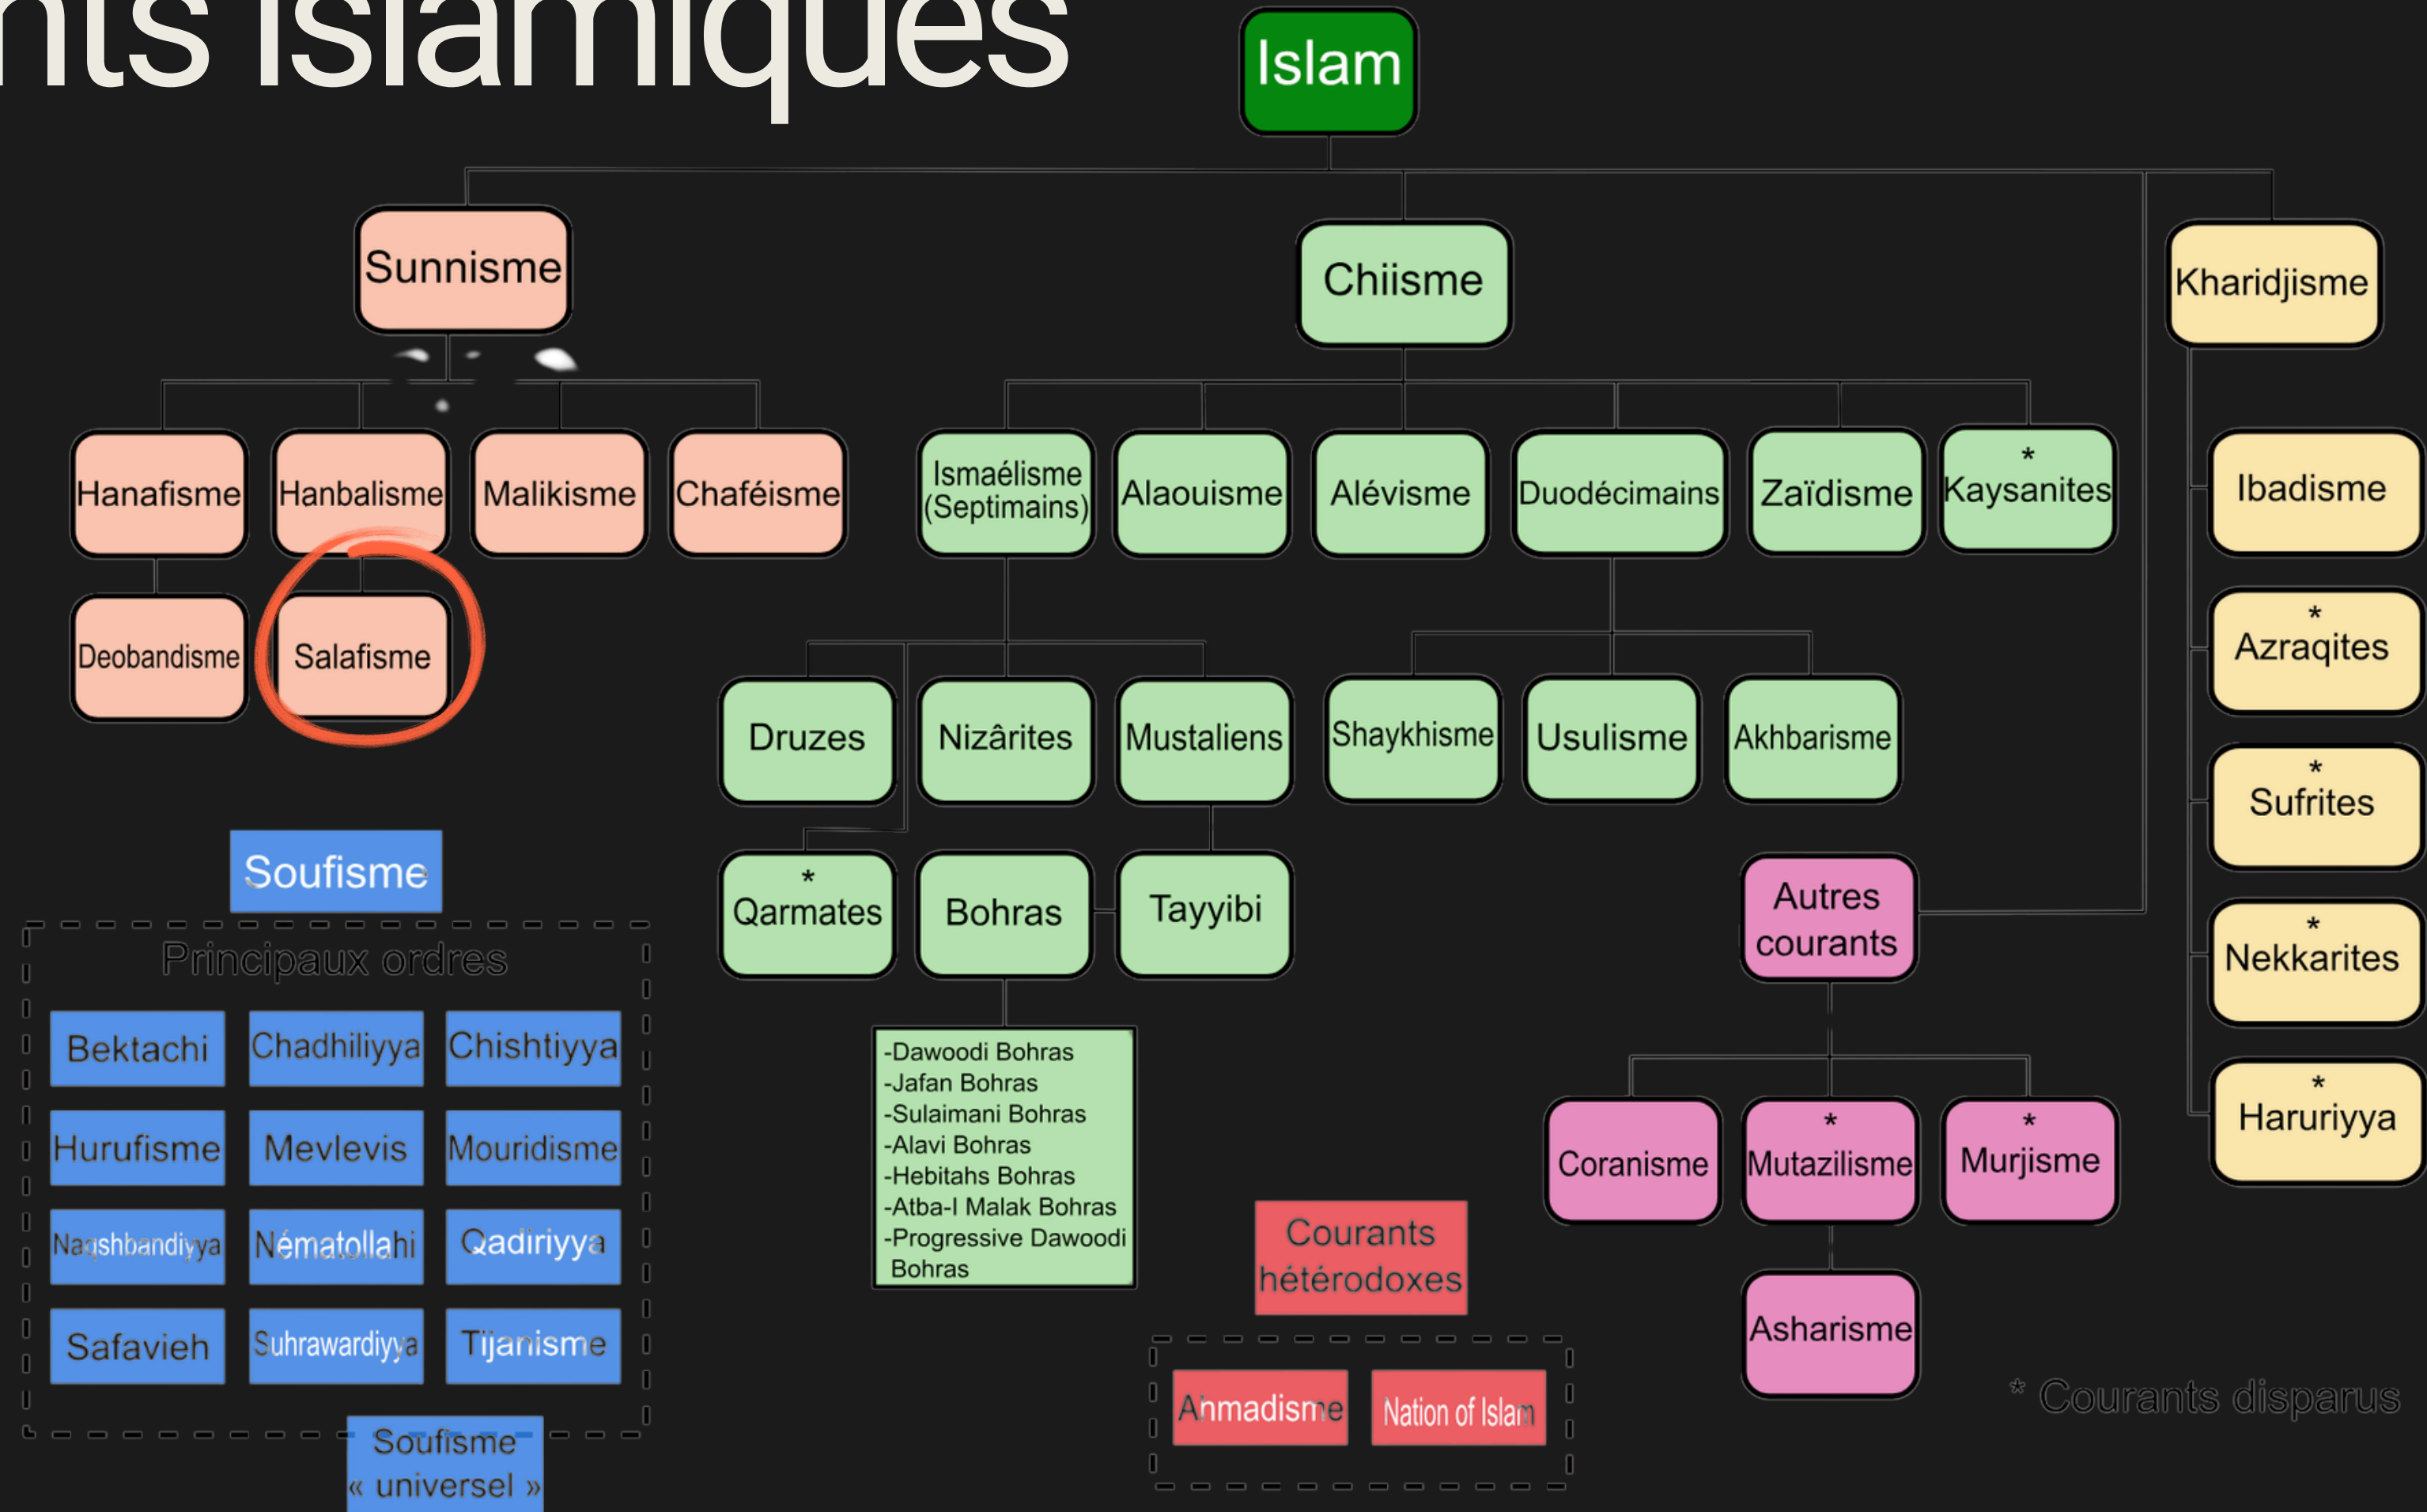 nts islamiques
Islam
Sunnisme
Chiisme
Kharidjisme
Hanafisme
Hanbalisme
Malikisme
Chaféisme
Ismaélisme
(Septimains)
Alaouisme
Alévisme
Duodécimains
Zaïdisme
*
Kaysanites
Ibadisme
Deobandisme
Salafisme
*
Azraqites
Druzes
Nizârites
Mustaliens
Shaykhisme
Usulisme
Akhbarisme
*
Sufrites
Soufisme
*
Qarmates
Bohras
Tayyibi
Autres
courants
*
Nekkarites
Principaux ordres
Bektachi
Chadhiliyya
Chishtiyya
Hurufisme
Mevlevis
Mouridisme
Naqshbandiyya
Nématollahi
Qadiriyya
Safavieh
Suhrawardiyya
Tijanisme
Soufisme
« universel »
-Dawoodi Bohras
-Jafan Bohras
-Sulaimani Bohras
-Alavi Bohras
-Hebitahs Bohras
-Atba-I Malak Bohras
-Progressive Dawoodi
Bohras
Coranisme
*
Mutazilisme
*
Murjisme
*
Haruriyya
Courants
hétérodoxes
Ahmadisme
Nation of Islam
Asharisme
* Courants disparus